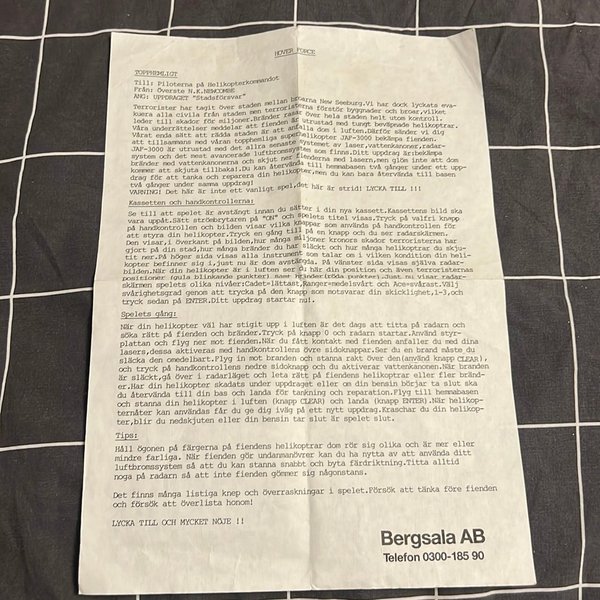 HOVER FORCE
TOPPHEMLIGT
Till: Piloterna på Helikopterkommandot
Från: Överste N.K.NEWCOMBE
ANG: UPPDRAGET "Stadsförsvar"
Terrorister har tagit över staden mellan broarna New Seeburg.Vi har dock lyckats eva-
kuera alla civila från staden men terroristerna förstör byggnader och broar,vilket
leder till skador för miljoner.Bränder rasar över hela staden helt utom kontroll.
Våra underrättelser meddelar att fienden är utrustad med tungt beväpnade helikoptrar.
Vårat enda sätt att rädda staden är att anfalla dom i luften.Därför sänder vi dig
att tillsammans med våran topphemliga superhelikopter JAF-3000 bekämpa fienden.
JAF-3000 är utrustad med det allra senaste systemet av laser,vattenkanoner,radar-
system och det mest avancerade luftbromssystem som finns.Ditt uppdrag är:bekämpa
bränder med vattenkanonerna och skjut ner fienderna med lasern,men glöm inte att dom
kommer att skjuta tillbaka!.Du kan återvända till hemmabasen två gånger under ett upp-
drag för att tanka och reparera din helikopter,men du kan bara återvända till basen
två gånger under samma uppdrag!
VARNING! Det här är inte ett vanligt spel,det här är strid! LYCKA TILL !!!
Kassetten och handkontrollerna:
Se till att spelet är avstängt innan du sätter i din nya kassett.Kassettens bild ska
vara uppåt.Sätt strömbrytaren på "ON" och spelets titel visas.Tryck på valfri knapp
på handkontrollen och bilden visar vilka knappar som används på handkontrollen för
att styra din helikopter.Tryck en gång till på en knapp och du ser radarskärmen.
Den visar,i överkant på bilden,hur många miljoner kronors skador terroristerna har
gjort på din stad,hur många bränder du har släckt och hur många helikoptrar du skju-
tit ner.På höger sida visas alla instrument som talar om i vilken kondition din heli-
kopter befinner sig i,just nu är dom avstängda. På vänster sida visas själva radar-
bilden.När din helikopter är i luften ser du här din position och även terroristernas
positioner (gula blinkande punkter) samt bränder(röda punkter).Just nu visar radar-
skärmen spelets olika nivåer:Cadet=lättast,Ranger=medelsvårt och Ace=svårast.Välj
svårighetsgrad genom att trycka på den knapp som motsvarar din skicklighet,1-3,och
tryck sedan på ENTER.Ditt uppdrag startar nu!.
Spelets gång:
När din helikopter väl har stigit upp i luften är det dags att titta på radarn och
söka rätt på fienden och bränder.Tryck på knapp 0 och radarn startar.Använd styr-
plattan och flyg ner mot fienden.När du fått kontakt med fienden anfaller du med dina
lasers,dessa aktiveras med handkontrollens övre sidoknappar.Ser du en brand måste du
släcka den omedelbart.Flyg in mot branden och stanna rakt över den(använd knapp CLEAR),
och tryck på handkontrollens nedre sidoknapp och du aktiverar vattenkanonen.När branden
är släckt,gå över i radarläget och leta rätt på fiendens helikoptrar eller fler bränd-
er.Har din helikopter skadats under uppdraget eller om din bensin börjar ta slut ska
du återvända till din bas och landa för tankning och reparation.Flyg till hemmabasen
och stanna din helikopter i luften (knapp CLEAR) och landa (knapp ENTER).När helikop-
ternåter kan användas får du ge dig iväg på ett nytt uppdrag.Kraschar du din helikop-
ter,blir du nedskjuten eller din bensin tar slut är spelet slut.
Tips:
Håll ögonen på färgerna på fiendens helikoptrar dom rör sig olika och är mer eller
mindre farliga. När fienden gör undanmanövrer kan du ha nytta av att använda ditt
luftbromssystem så att du kan stanna snabbt och byta färdriktning.Titta alltid
noga på radarn så att inte fienden gömmer sig någonstans.
Det finns många listiga knep och överraskningar i spelet.Försök att tänka före fienden
och försök att överlista honom!
LYCKA TILL OCH MYCKET NÖJE !!
Bergsala AB
Telefon 0300-185 90